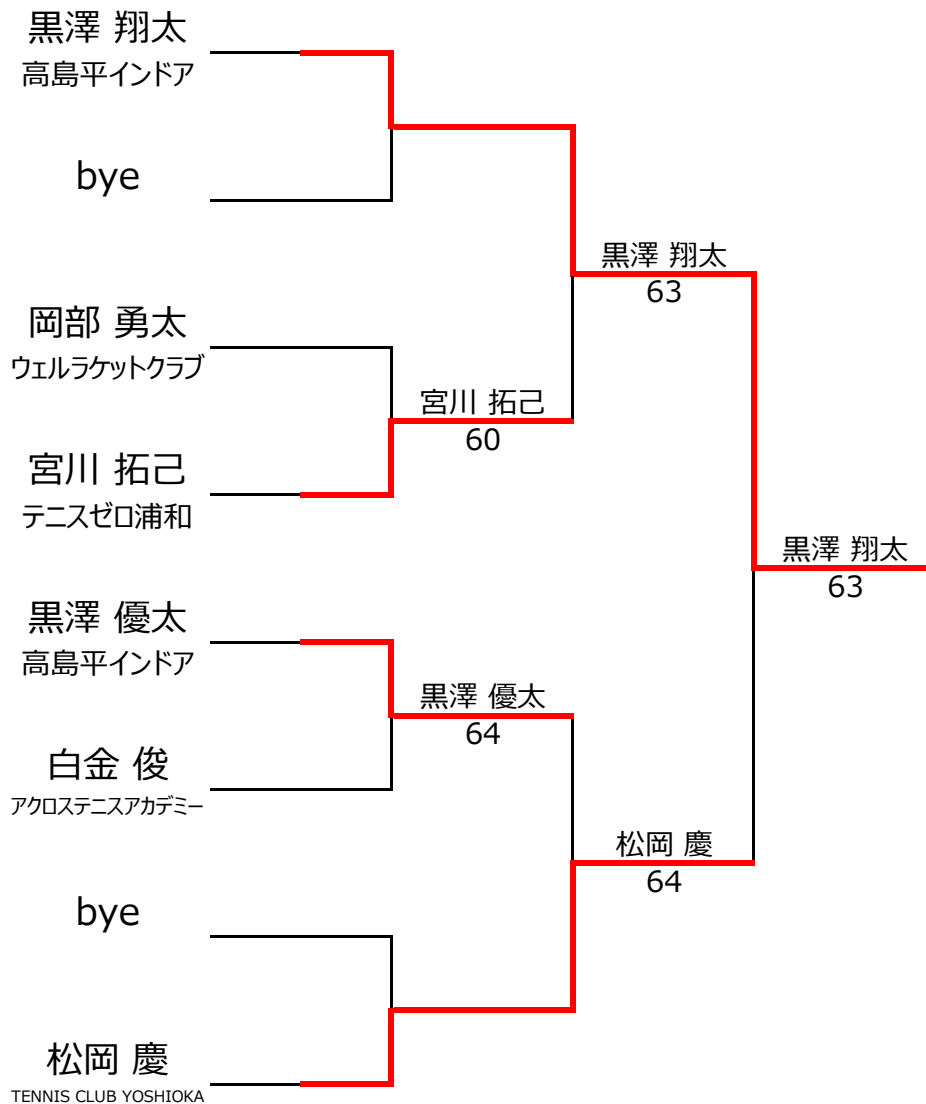 黒澤 翔太
高島平インドア
bye
岡部 勇太
ウェルラケットクラブ
宮川 拓己
テニスゼロ浦和
黒澤 優太
高島平インドア
白金 俊
アクロステニスアカデミー
bye
松岡 慶
TENNIS CLUB YOSHIOKA
宮川 拓己
60
黒澤 優太
64
黒澤 翔太
63
松岡 慶
64
黒澤 翔太
63